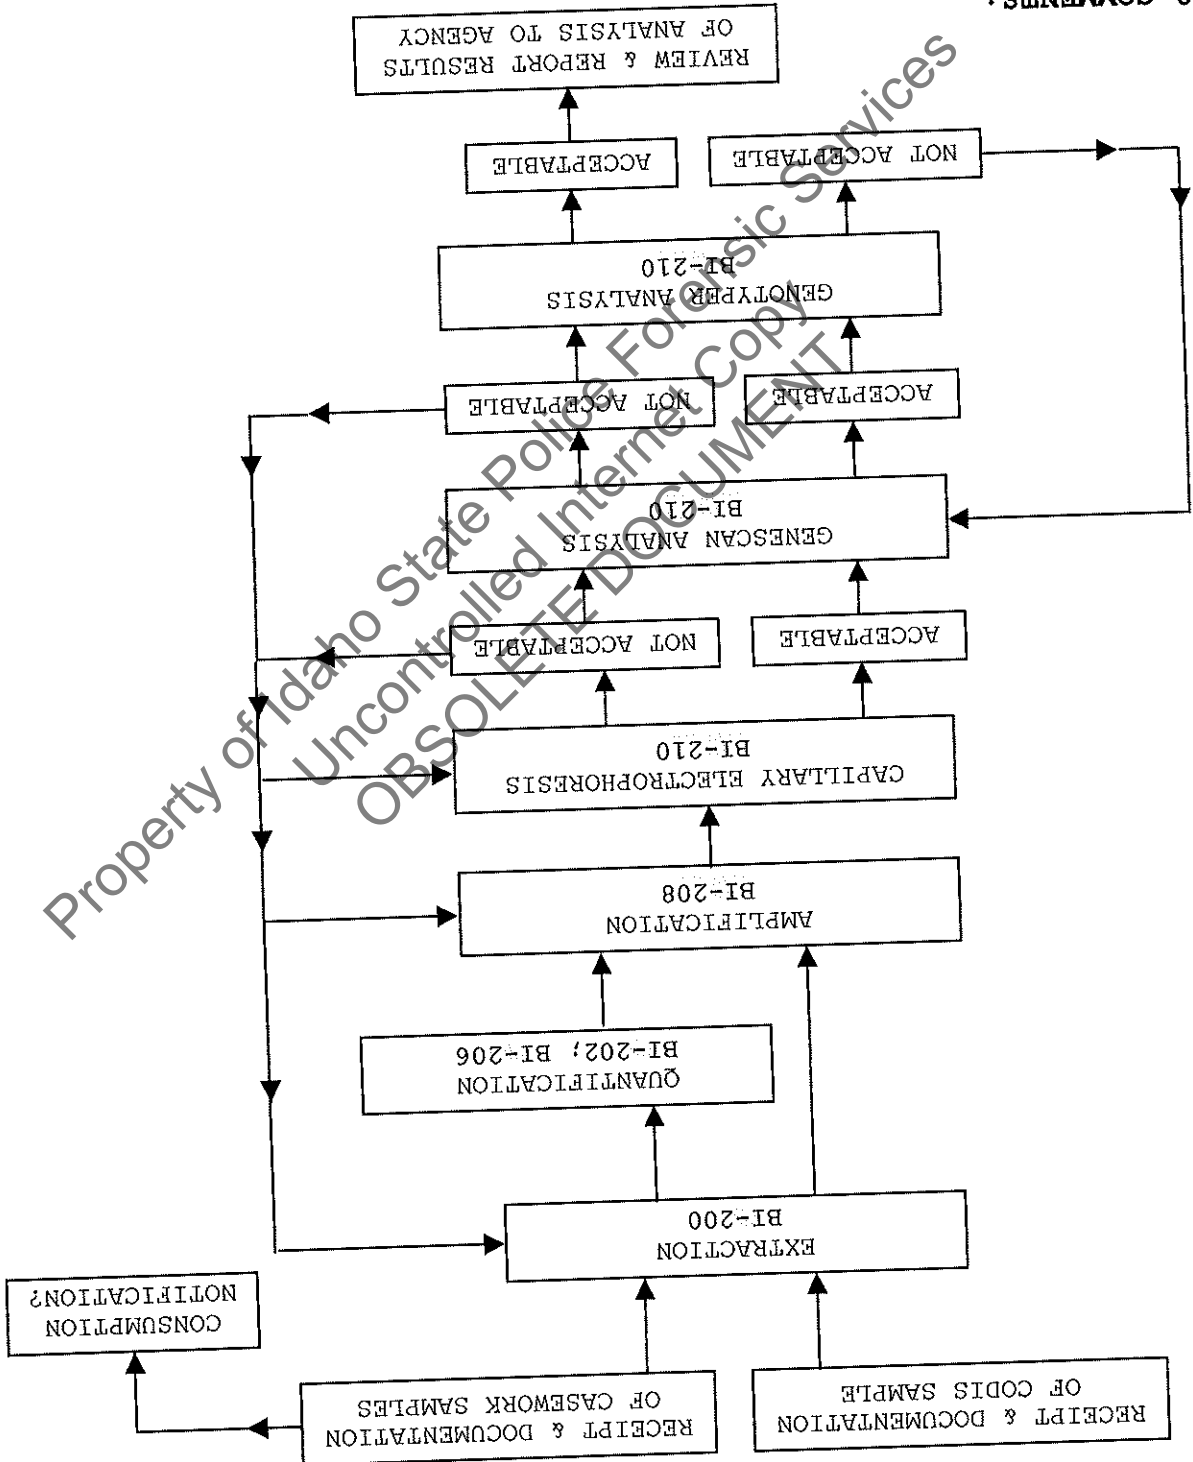 RECEIPT & DOCUMENTATION
OF CODIS SAMPLE
RECEIPT & DOCUMENTATION
OF CASEWORK SAMPLES
CONSUMPTION
NOTIFICATION?
EXTRACTION
BI-200
QUANTIFICATION
BI-202; BI-206
AMPLIFICATION
BI-208
CAPILLARY ELECTROPHORESIS
BI-210
ACCEPTABLE
NOT ACCEPTABLE
GENESCAN ANALYSIS
BI-210
ACCEPTABLE
NOT ACCEPTABLE
GENOTYPER ANALYSIS
BI-210
NOT ACCEPTABLE
ACCEPTABLE
REVIEW & REPORT RESULTS
OF ANALYSIS TO AGENCY
COMMENTS:
Property of Idaho State Police Forensic Services
Uncontrolled Internet Copy
OBSOLETE DOCUMENT